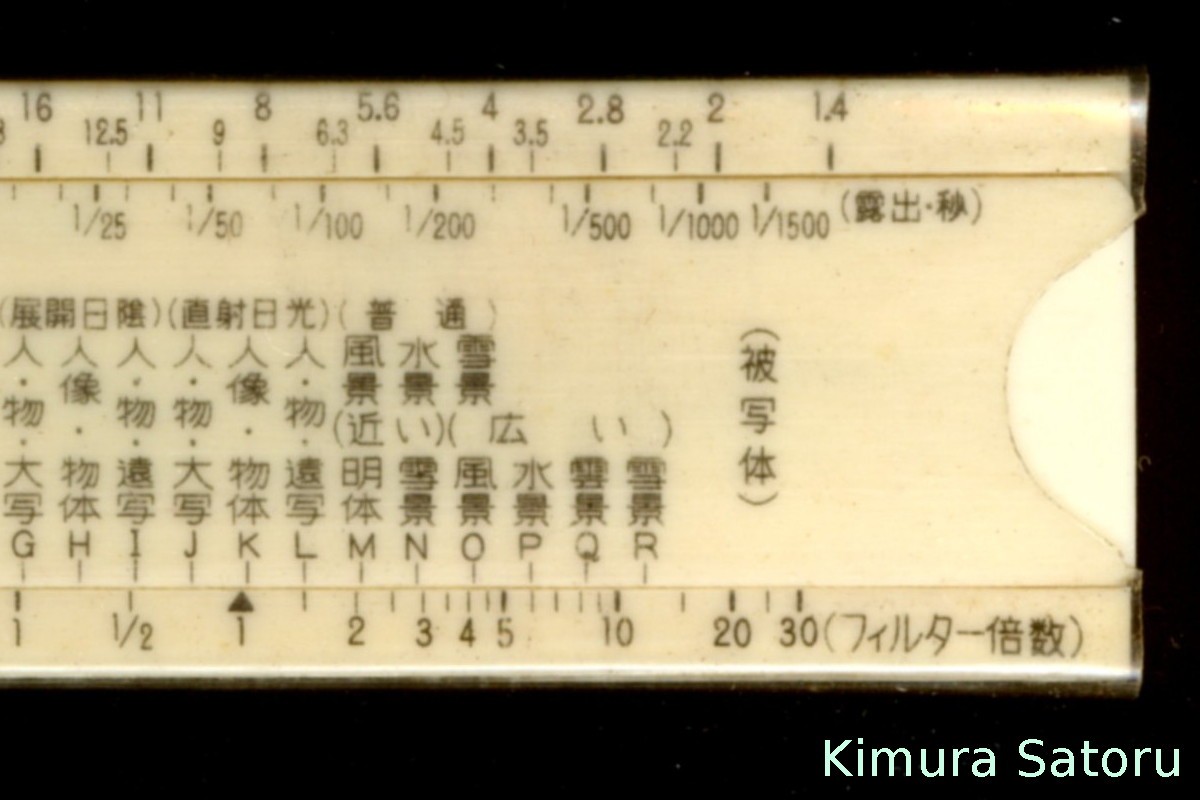 16 11 8 5.6 4 2.8 2 1.4
12.5 9 6.3 4.5 3.5 2.2
1/25 1/50 1/100 1/200 1/500 1/1000 1/1500 (露出・秒)
(展開日陰)(直射日光)(普通)
人・物・大写 G
人像・物体 H
人・物・遠写 I
人・物・大写 J
人像・物体 K
人・物・遠写 L
風景 水景 雪景
(近い)(広い)
明体 M
雪景 N
風景 O
水景 P
雲景 Q
雪景 R
(被写体)
1 1/2 1 2 3 4 5 10 20 30(フィルター倍数)
Kimura Satoru